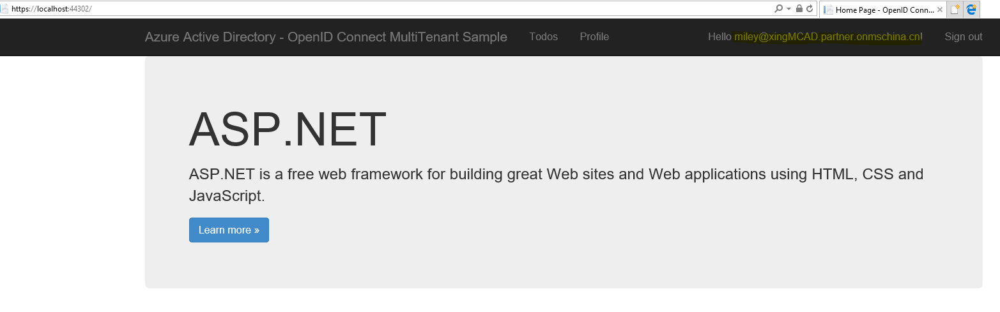 https://localhost:44302/
Home Page - OpenID Conn...
Azure Active Directory - OpenID Connect MultiTenant Sample Todos Profile Hello miley@xingMCAD.partner.onmschina.cn! Sign out
ASP.NET
ASP.NET is a free web framework for building great Web sites and Web applications using HTML, CSS and
JavaScript.
Learn more »